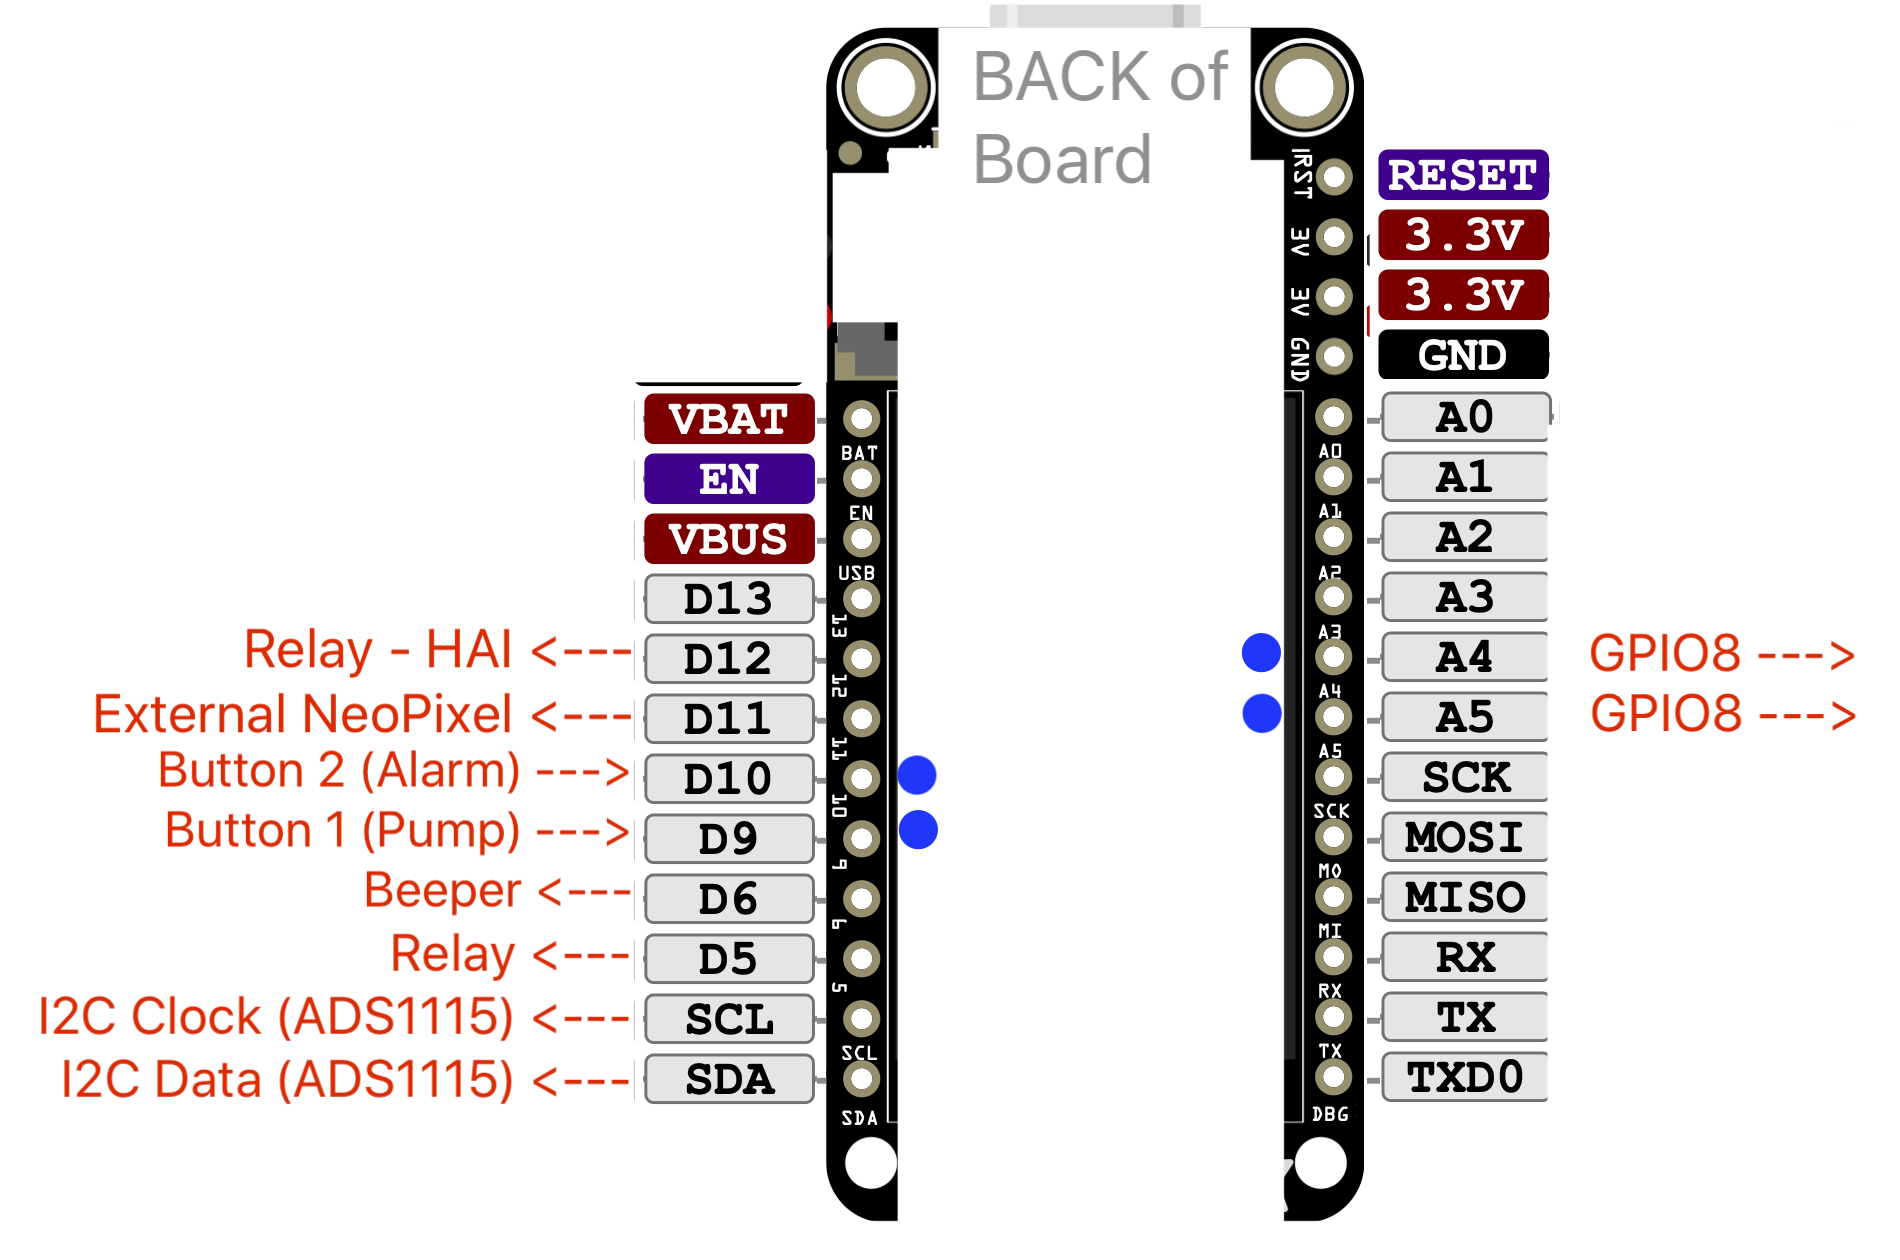 BACK of
Board
RST
RESET
3V
3.3V
3V
3.3V
GND
GND
VBAT
BAT
EN
EN
VBUS
USB
D13
13
Relay - HAI <---
D12
12
External NeoPixel <---
D11
11
Button 2 (Alarm) --->
D10
10
Button 1 (Pump) --->
D9
9
Beeper <---
D6
6
Relay <---
D5
5
I2C Clock (ADS1115) <---
SCL
SCL
I2C Data (ADS1115) <---
SDA
SDA
A0
A0
A1
A1
A2
A2
A3
A3
A4
GPIO8 --->
A4
A5
GPIO8 --->
A5
SCK
SCK
MOSI
MO
MISO
MI
RX
RX
TX
TX
TXD0
DBG